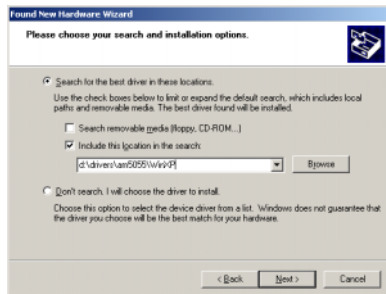 Found New Hardware Wizard
Please choose your search and installation options.
Search for the best driver in these locations.
Use the check boxes below to limit or expand the default search, which includes local
paths and removable media. The best driver found will be installed.
Search removable media (floppy, CD-ROM...)
Include this location in the search:
d:\drivers\am5055\WinXP
Browse
Don't search. I will choose the driver to install.
Choose this option to select the device driver from a list. Windows does not guarantee that
the driver you choose will be the best match for your hardware.
< Back
Next >
Cancel